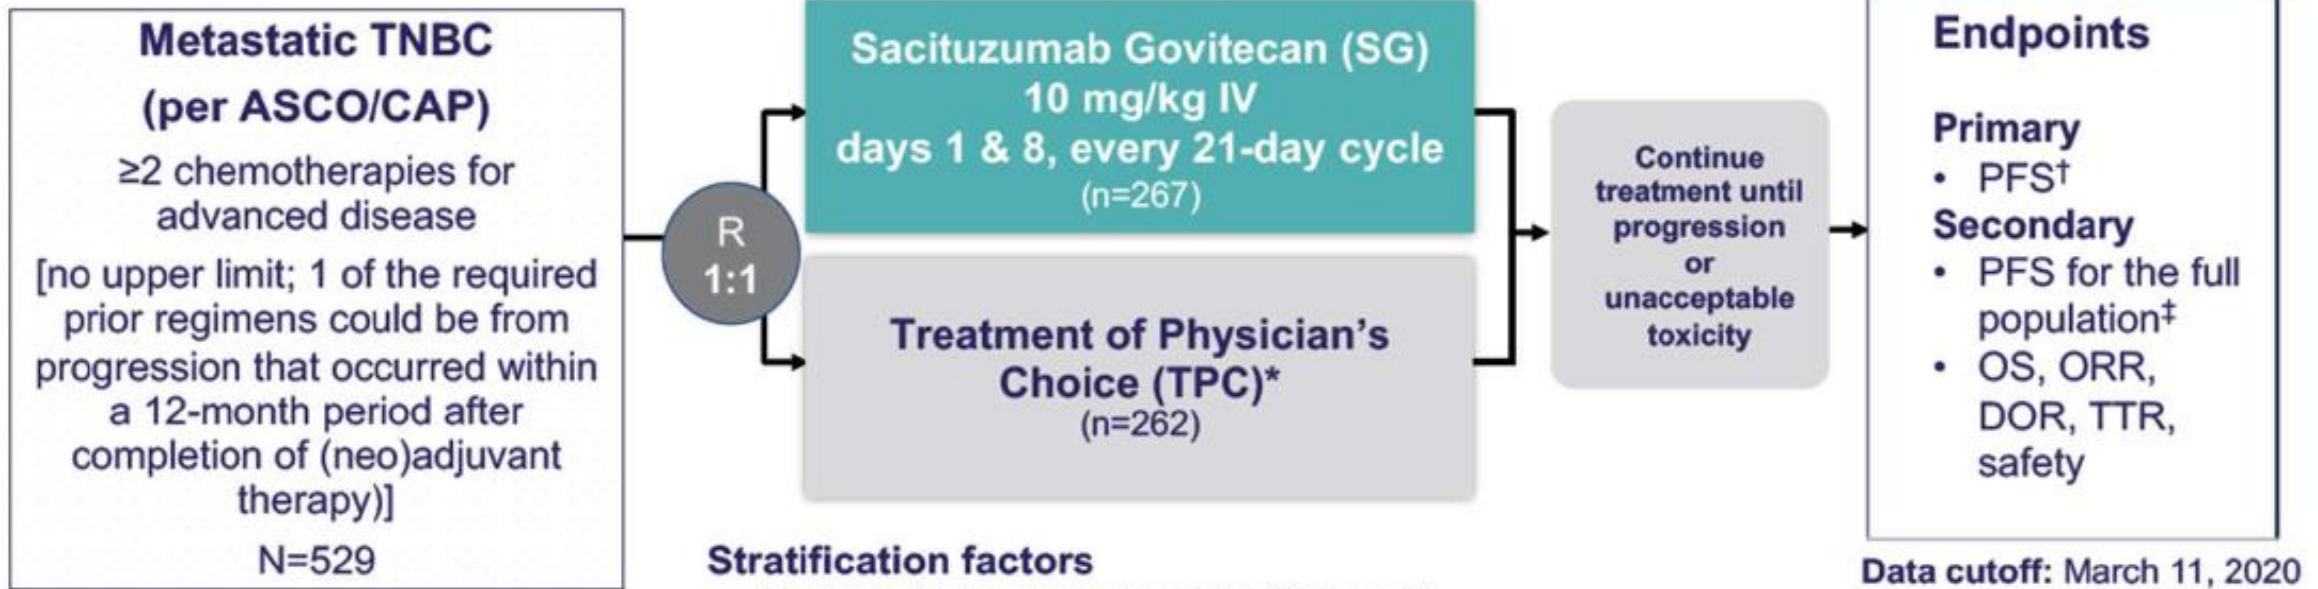 Metastatic TNBC
(per ASCO/CAP)
≥2 chemotherapies for
advanced disease
[no upper limit; 1 of the required
prior regimens could be from
progression that occurred within
a 12-month period after
completion of (neo)adjuvant
therapy)]
N=529
R
1:1
Sacituzumab Govitecan (SG)
10 mg/kg IV
days 1 & 8, every 21-day cycle
(n=267)
Treatment of Physician's
Choice (TPC)*
(n=262)
Stratification factors
Continue
treatment until
progression
or
unacceptable
toxicity
Endpoints
Primary
• PFS†
Secondary
• PFS for the full
population‡
• OS, ORR,
DOR, TTR,
safety
Data cutoff: March 11, 2020